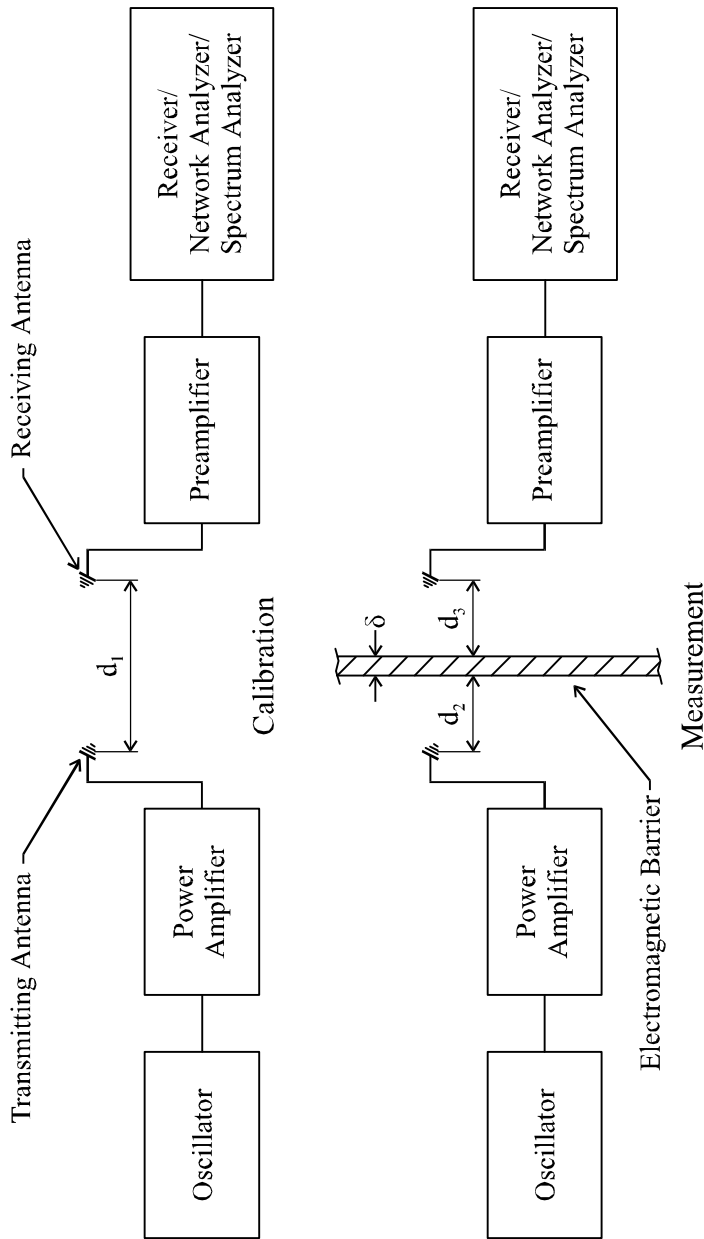 Transmitting Antenna
Receiving Antenna
d₁
Oscillator
Power
Amplifier
Preamplifier
Receiver/
Network Analyzer/
Spectrum Analyzer
Calibration
δ
d₂
d₃
Oscillator
Power
Amplifier
Preamplifier
Receiver/
Network Analyzer/
Spectrum Analyzer
Electromagnetic Barrier
Measurement